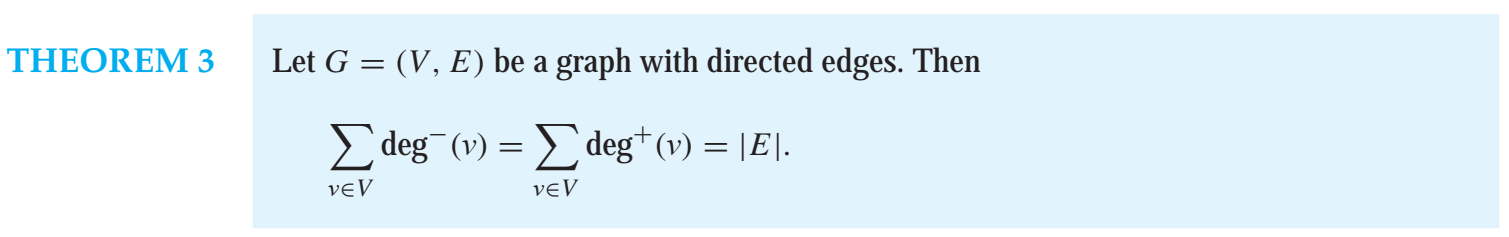 THEOREM 3 Let G = (V, E) be a graph with directed edges. Then
∑ deg⁻(v) = ∑ deg⁺(v) = |E|.
v∈V v∈V